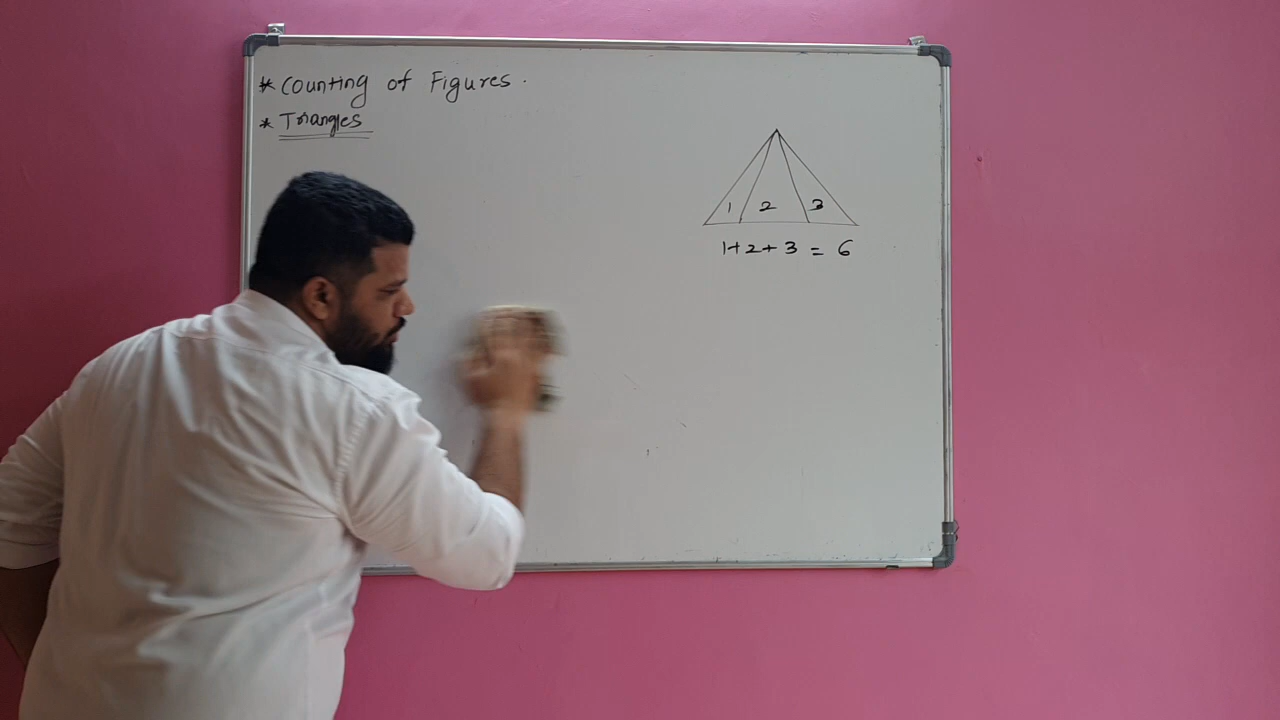 * Counting of Figures.
* Triangles
1 2 3
1+2+3 = 6